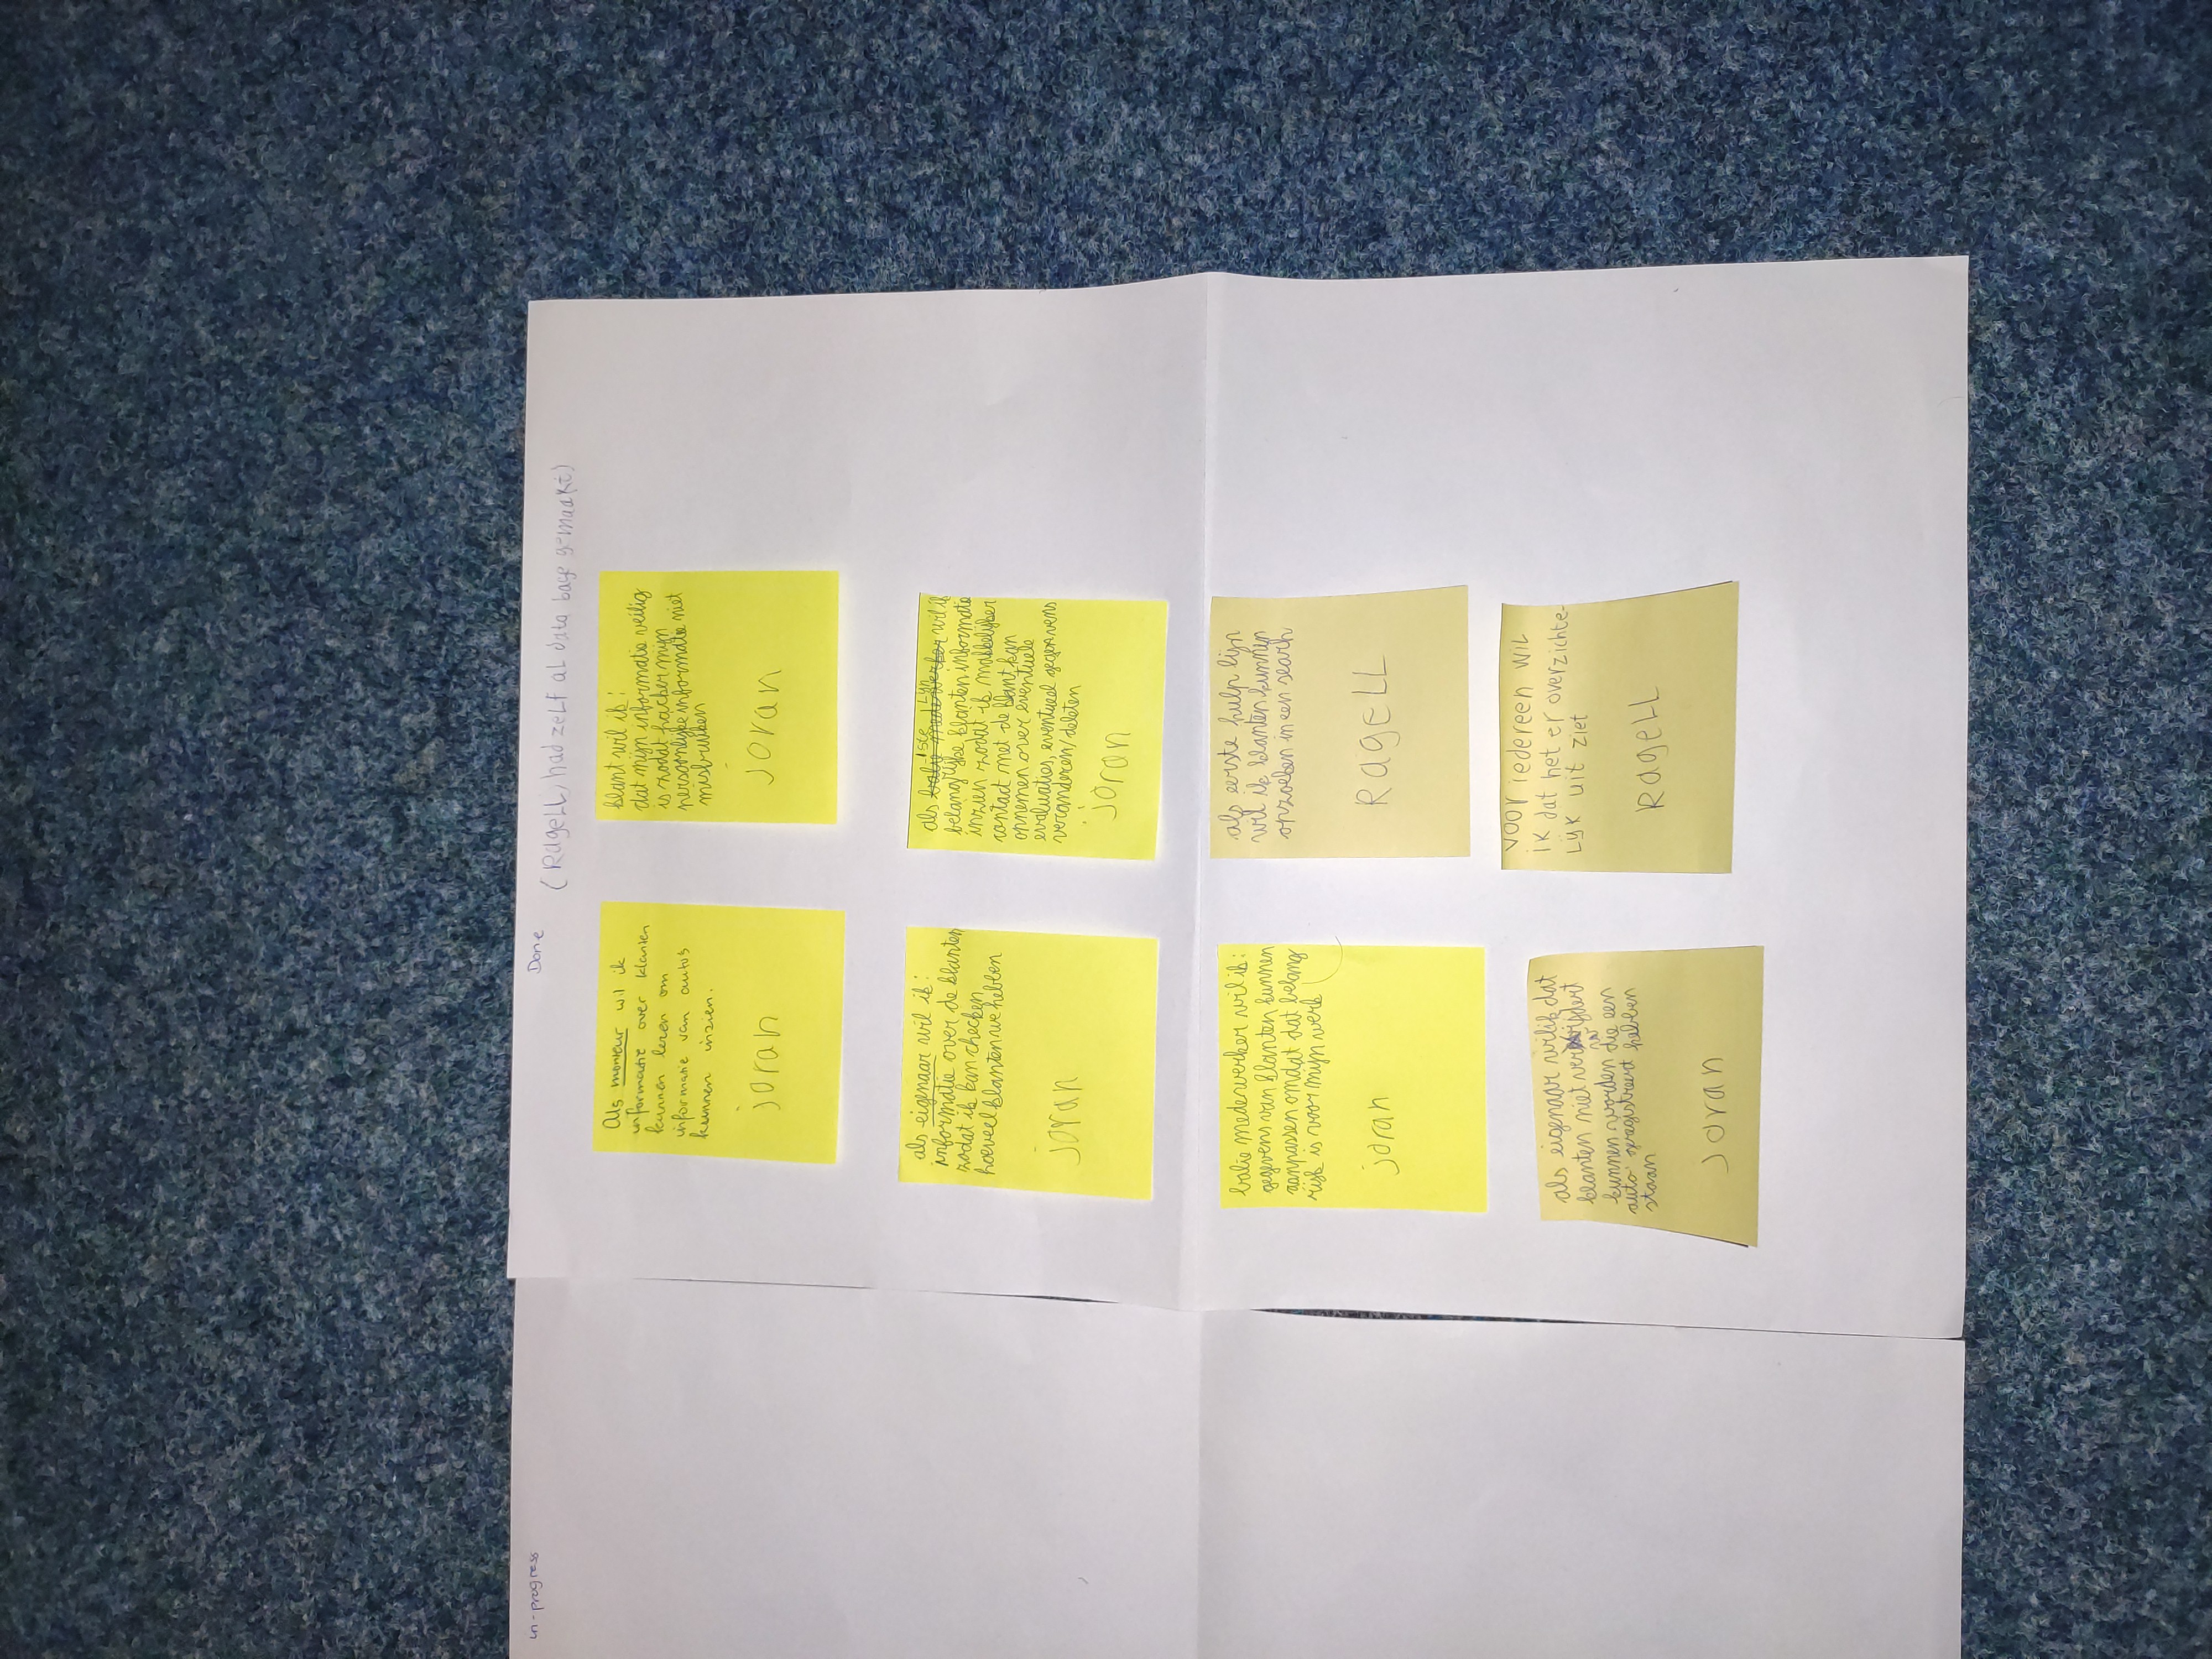 in-progress
Done
(RageLL, had zelf al data base gemaakt)
Als monteur wil ik
informatie over klanten
kunnen lezen om
informatie van auto's
kunnen inzien.
joran
klant wil ik:
dat mijn informatie veilig
is zodat hacker mijn
persoonlijke informatie niet
misbruiken
joran
als eigenaar wil ik:
informatie over de klanten
zodat ik kan checken
hoeveel klanten we hebben
joran
1ste Lyn
als balie medewerker wil ik
belangrijke klanten informatie
inzien zodat ik makkelijker
contact met de klant kan
opnemen over eventuele
evaluaties, eventueel gegevens
veranderen/deleten
joran
balie medewerker wil ik:
gegevens van klanten kunnen
aanpassen omdat dat belang
rijk is voor mijn werk
joran
als eerste hulp lijn
wil ik klanten kunnen
opzoeken in een search
RageLL
als eigenaar wil ik dat
klanten niet verwijdert
kunnen worden die een
auto geregistreert hebben
staan
joran
voor iedereen wil
ik dat het er overzichte-
Lijk uit ziet
RageLL